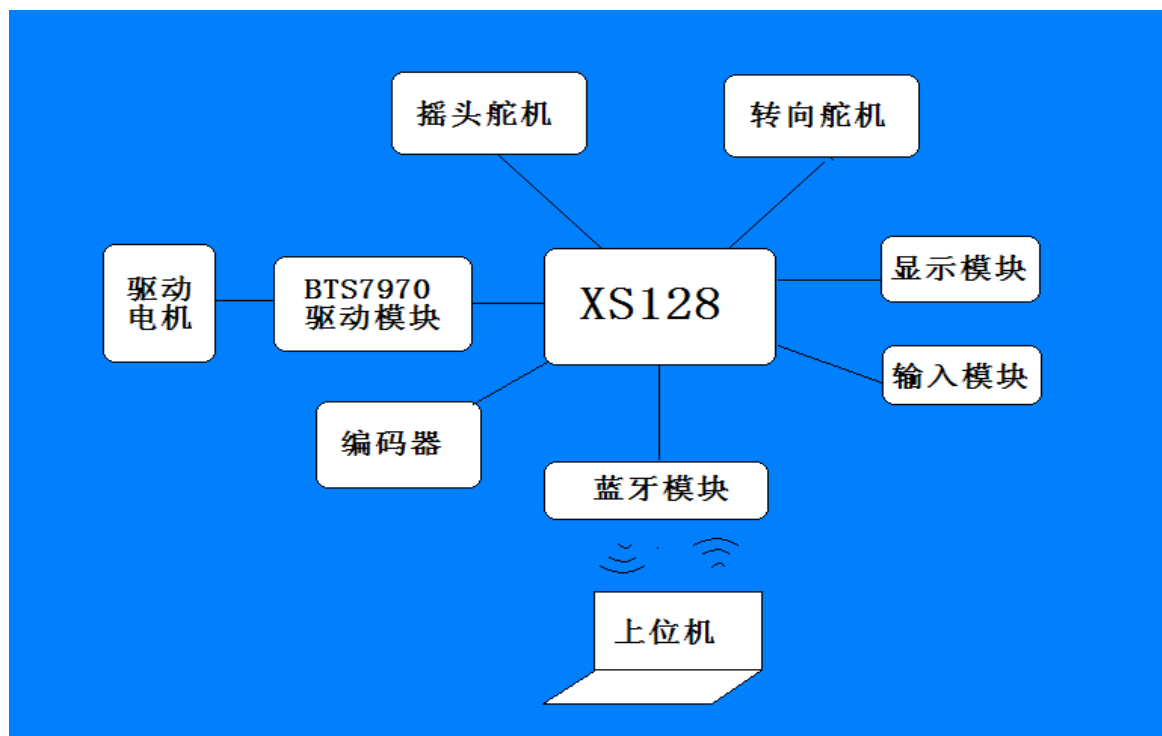 摇头舵机
转向舵机
驱动
电机
BTS7970
驱动模块
XS128
显示模块
输入模块
编码器
蓝牙模块
上位机